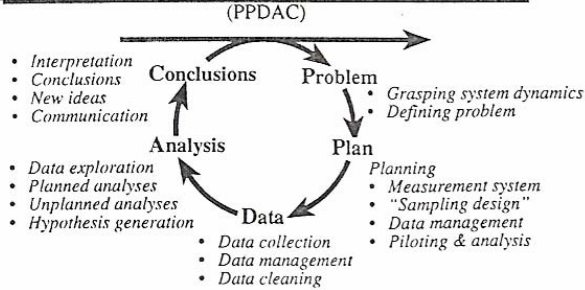 (PPDAC)
• Interpretation
• Conclusions
• New ideas
• Communication
Conclusions
Problem
• Grasping system dynamics
• Defining problem
Plan
Planning
• Measurement system
• “Sampling design”
• Data management
• Piloting & analysis
Data
• Data collection
• Data management
• Data cleaning
Analysis
• Data exploration
• Planned analyses
• Unplanned analyses
• Hypothesis generation